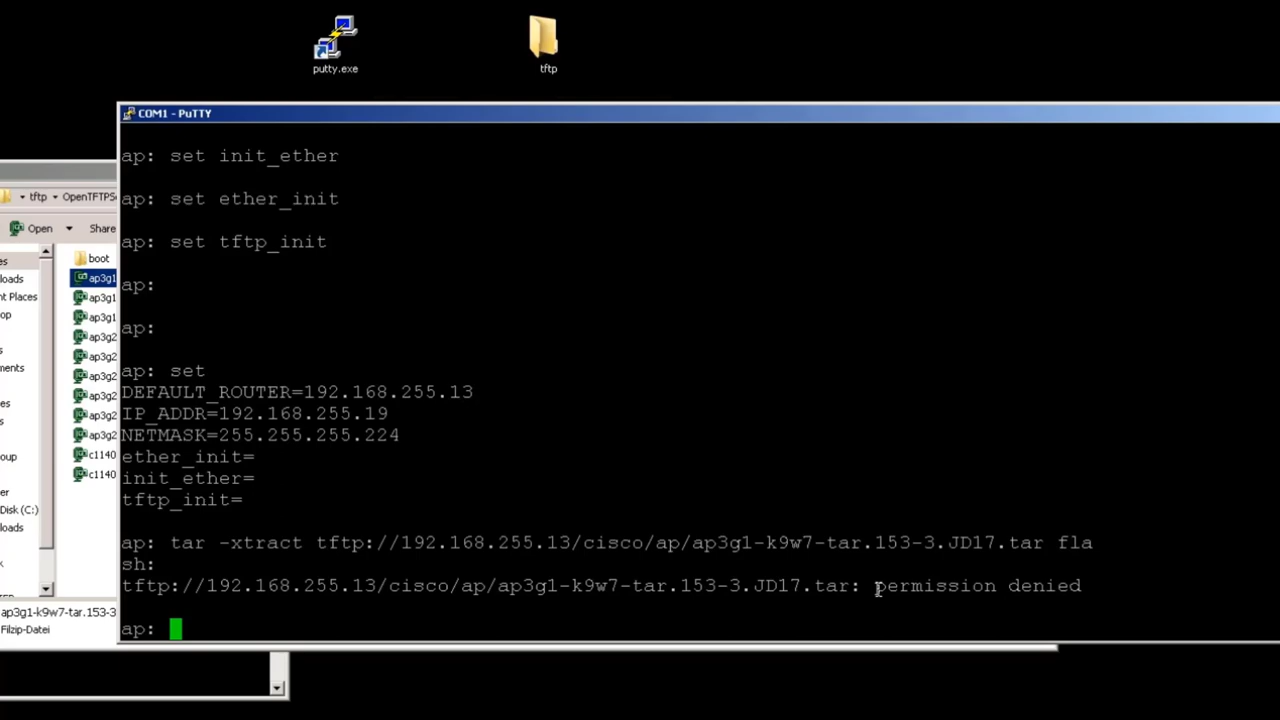 putty.exe
tftp
COM1 - PuTTY
ap: set init_ether
ap: set ether_init
ap: set tftp_init
ap:
ap:
ap: set
DEFAULT_ROUTER=192.168.255.13
IP_ADDR=192.168.255.19
NETMASK=255.255.255.224
ether_init=
init_ether=
tftp_init=
ap: tar -xtract tftp://192.168.255.13/cisco/ap/ap3g1-k9w7-tar.153-3.JD17.tar fla
sh:
tftp://192.168.255.13/cisco/ap/ap3g1-k9w7-tar.153-3.JD17.tar: permission denied
ap:
tftp
OpenTFTPS
Open
Share
es
loads
nt Places
op
ments
es
oup
er
Disk (C:)
loads
boot
ap3g1
ap3g1
ap3g1
ap3g2
ap3g2
ap3g2
ap3g2
ap3g2
ap3g2
c1140
c1140
ap3g1-k9w7-tar.153-3
Filzip-Datei